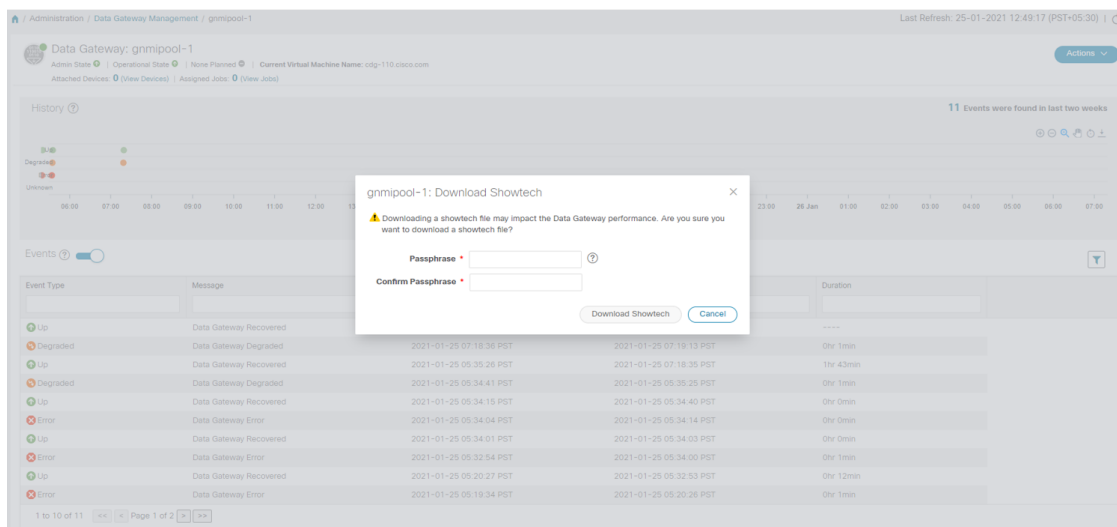 / Administration / Data Gateway Management / gnmipool-1
Last Refresh: 25-01-2021 12:49:17 (PST+05:30) |
Data Gateway: gnmipool-1
Admin State | Operational State | None Planned | Current Virtual Machine Name: cdg-110.cisco.com
Attached Devices: 0 (View Devices) | Assigned Jobs: 0 (View Jobs)
Actions
History
11 Events were found in last two weeks
Degraded
Unknown
06:00 07:00 08:00 09:00 10:00 11:00 12:00 23:00 26 Jan 01:00 02:00 03:00 04:00 05:00 06:00 07:00
gnmipool-1: Download Showtech
Downloading a showtech file may impact the Data Gateway performance. Are you sure you
want to download a showtech file?
Passphrase *
Confirm Passphrase *
Download Showtech Cancel
Events
Event Type Message Duration
Up Data Gateway Recovered ----
Degraded Data Gateway Degraded 2021-01-25 07:18:36 PST 2021-01-25 07:19:13 PST 0hr 1min
Up Data Gateway Recovered 2021-01-25 05:35:26 PST 2021-01-25 07:18:35 PST 1hr 43min
Degraded Data Gateway Degraded 2021-01-25 05:34:41 PST 2021-01-25 05:35:25 PST 0hr 1min
Up Data Gateway Recovered 2021-01-25 05:34:15 PST 2021-01-25 05:34:40 PST 0hr 0min
Error Data Gateway Error 2021-01-25 05:34:04 PST 2021-01-25 05:34:14 PST 0hr 0min
Up Data Gateway Recovered 2021-01-25 05:34:01 PST 2021-01-25 05:34:03 PST 0hr 0min
Error Data Gateway Error 2021-01-25 05:32:54 PST 2021-01-25 05:34:00 PST 0hr 1min
Up Data Gateway Recovered 2021-01-25 05:20:27 PST 2021-01-25 05:32:53 PST 0hr 12min
Error Data Gateway Error 2021-01-25 05:19:34 PST 2021-01-25 05:20:26 PST 0hr 1min
1 to 10 of 11 << < Page 1 of 2 > >>